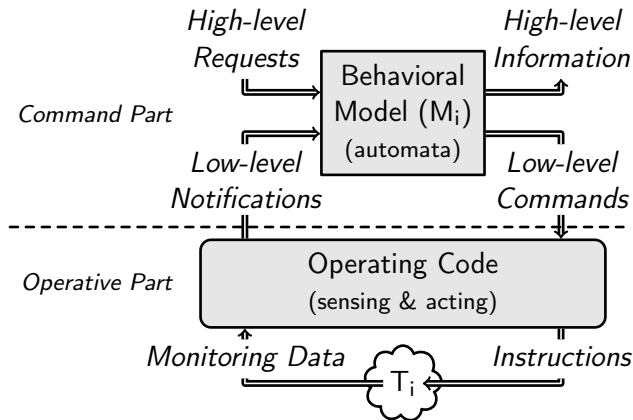 High-level
Requests
High-level
Information
Command Part
Behavioral
Model (Mᵢ)
(automata)
Low-level
Notifications
Low-level
Commands
Operative Part
Operating Code
(sensing & acting)
Monitoring Data
Tᵢ
Instructions